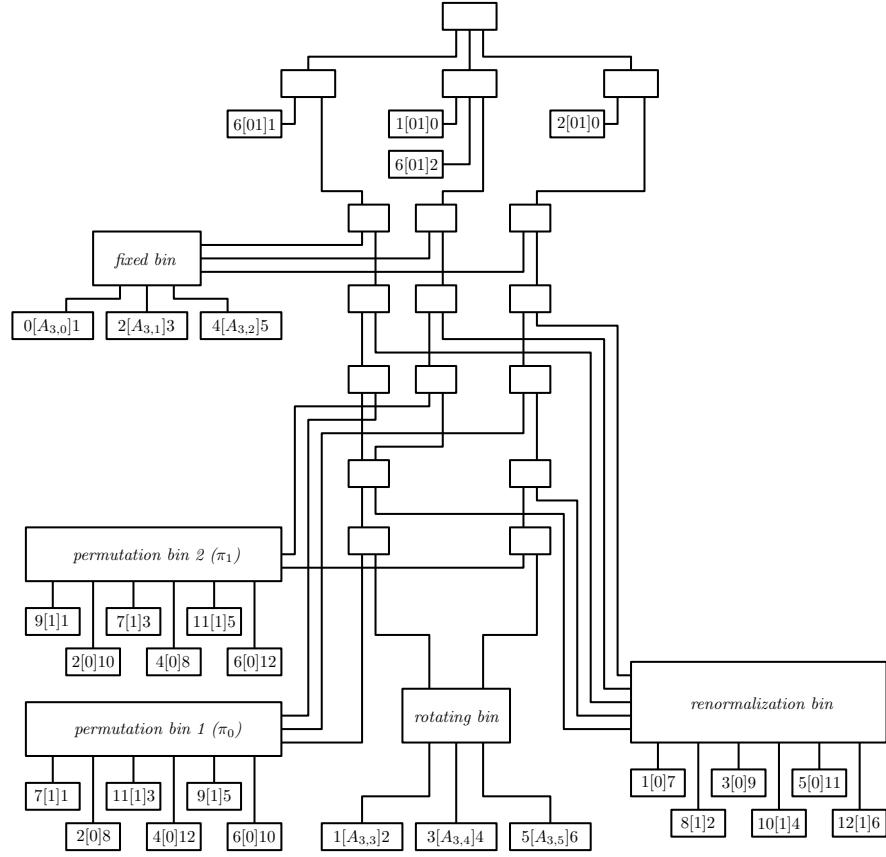 6[01]1
1[01]0
2[01]0
6[01]2
fixed bin
0[A3,0]1
2[A3,1]3
4[A3,2]5
permutation bin 2 (π1)
9[1]1
7[1]3
11[1]5
2[0]10
4[0]8
6[0]12
permutation bin 1 (π0)
rotating bin
renormalization bin
7[1]1
11[1]3
9[1]5
1[0]7
3[0]9
5[0]11
2[0]8
4[0]12
6[0]10
1[A3,3]2
3[A3,4]4
5[A3,5]6
8[1]2
10[1]4
12[1]6